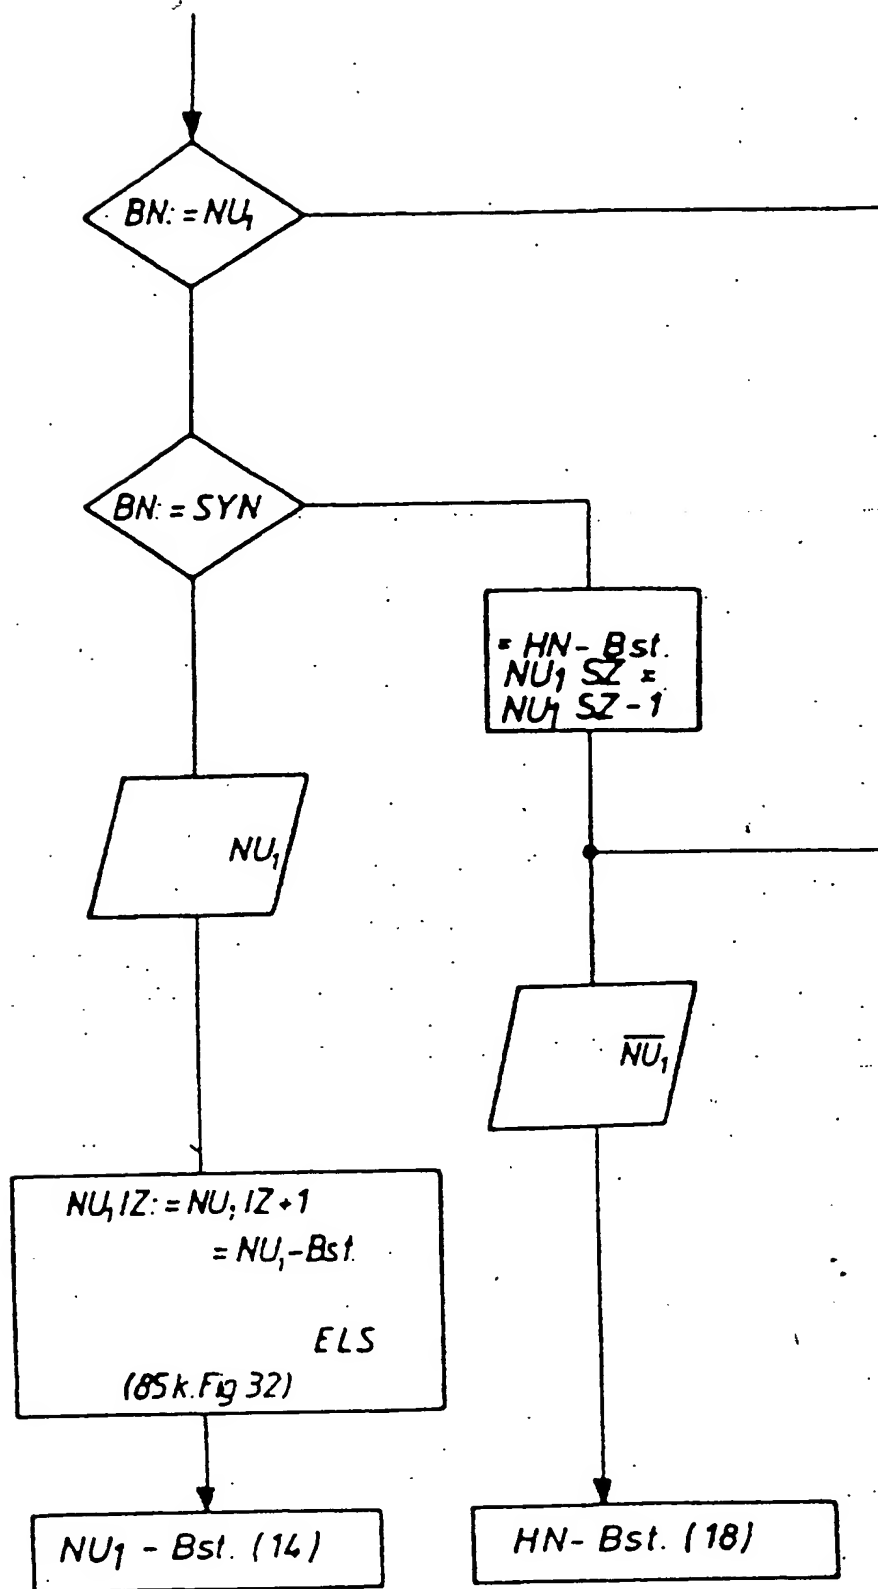 BN: = NU₁
BN: = SYN
= HN- Bst.
NU₁ SZ =
NU₁ SZ - 1
NU₁
N̅U̅₁
NU₁ IZ: = NU₁ IZ + 1
= NU₁ - Bst.
ELS
(85k. Fig 32)
NU₁ - Bst. (14)
HN- Bst. (18)